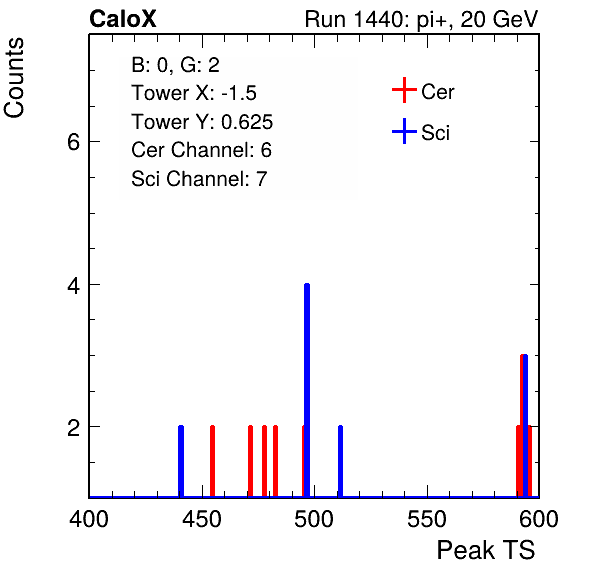 CaloX
Run 1440: pi+, 20 GeV
Counts
B: 0, G: 2
Tower X: -1.5
Tower Y: 0.625
Cer Channel: 6
Sci Channel: 7
Cer
Sci
6
4
2
400
450
500
550
600
Peak TS